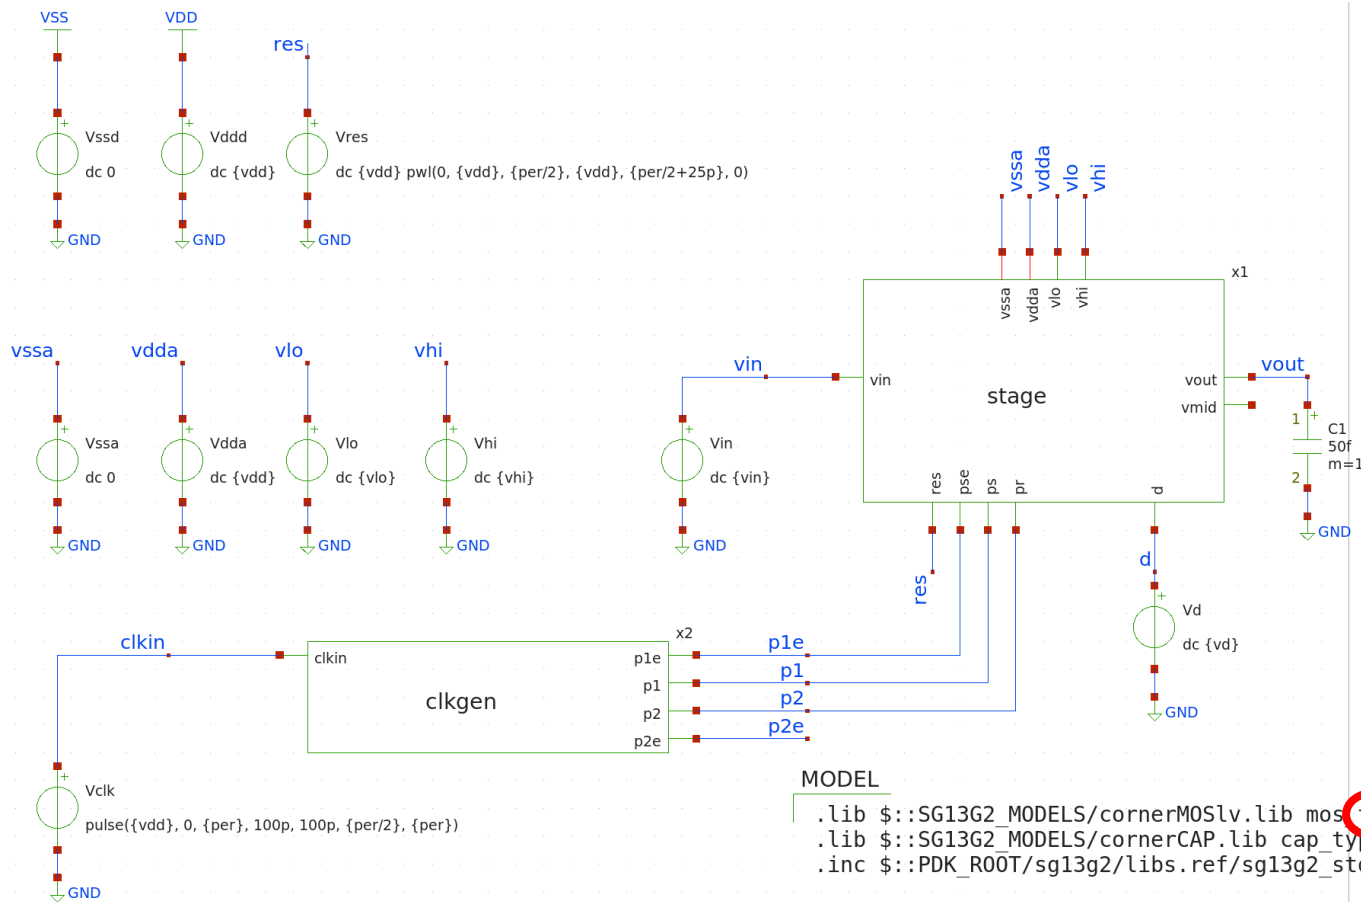 VSS
VDD
res
+
Vssd
dc 0
GND
+
Vddd
dc {vdd}
GND
+
Vres
dc {vdd} pwl(0, {vdd}, {per/2}, {vdd}, {per/2+25p}, 0)
GND
vssa
vdda
vlo
vhi
x1
vssa
vdda
vlo
vhi
stage
vin
vout
vmid
res
pse
ps
pr
d
vssa
+
Vssa
dc 0
GND
vdda
+
Vdda
dc {vdd}
GND
vlo
+
Vlo
dc {vlo}
GND
vhi
+
Vhi
dc {vhi}
GND
vin
+
Vin
dc {vin}
GND
vout
1
+
C1
50f
m=1
2
GND
res
d
+
Vd
dc {vd}
GND
clkin
x2
clkin
clkgen
p1e
p1
p2
p2e
p1e
p1
p2
p2e
+
Vclk
pulse({vdd}, 0, {per}, 100p, 100p, {per/2}, {per})
GND
MODEL
.lib $::SG13G2_MODELS/cornerMOSlv.lib mos
.lib $::SG13G2_MODELS/cornerCAP.lib cap_typ
.inc $::PDK_ROOT/sg13g2/libs.ref/sg13g2_std